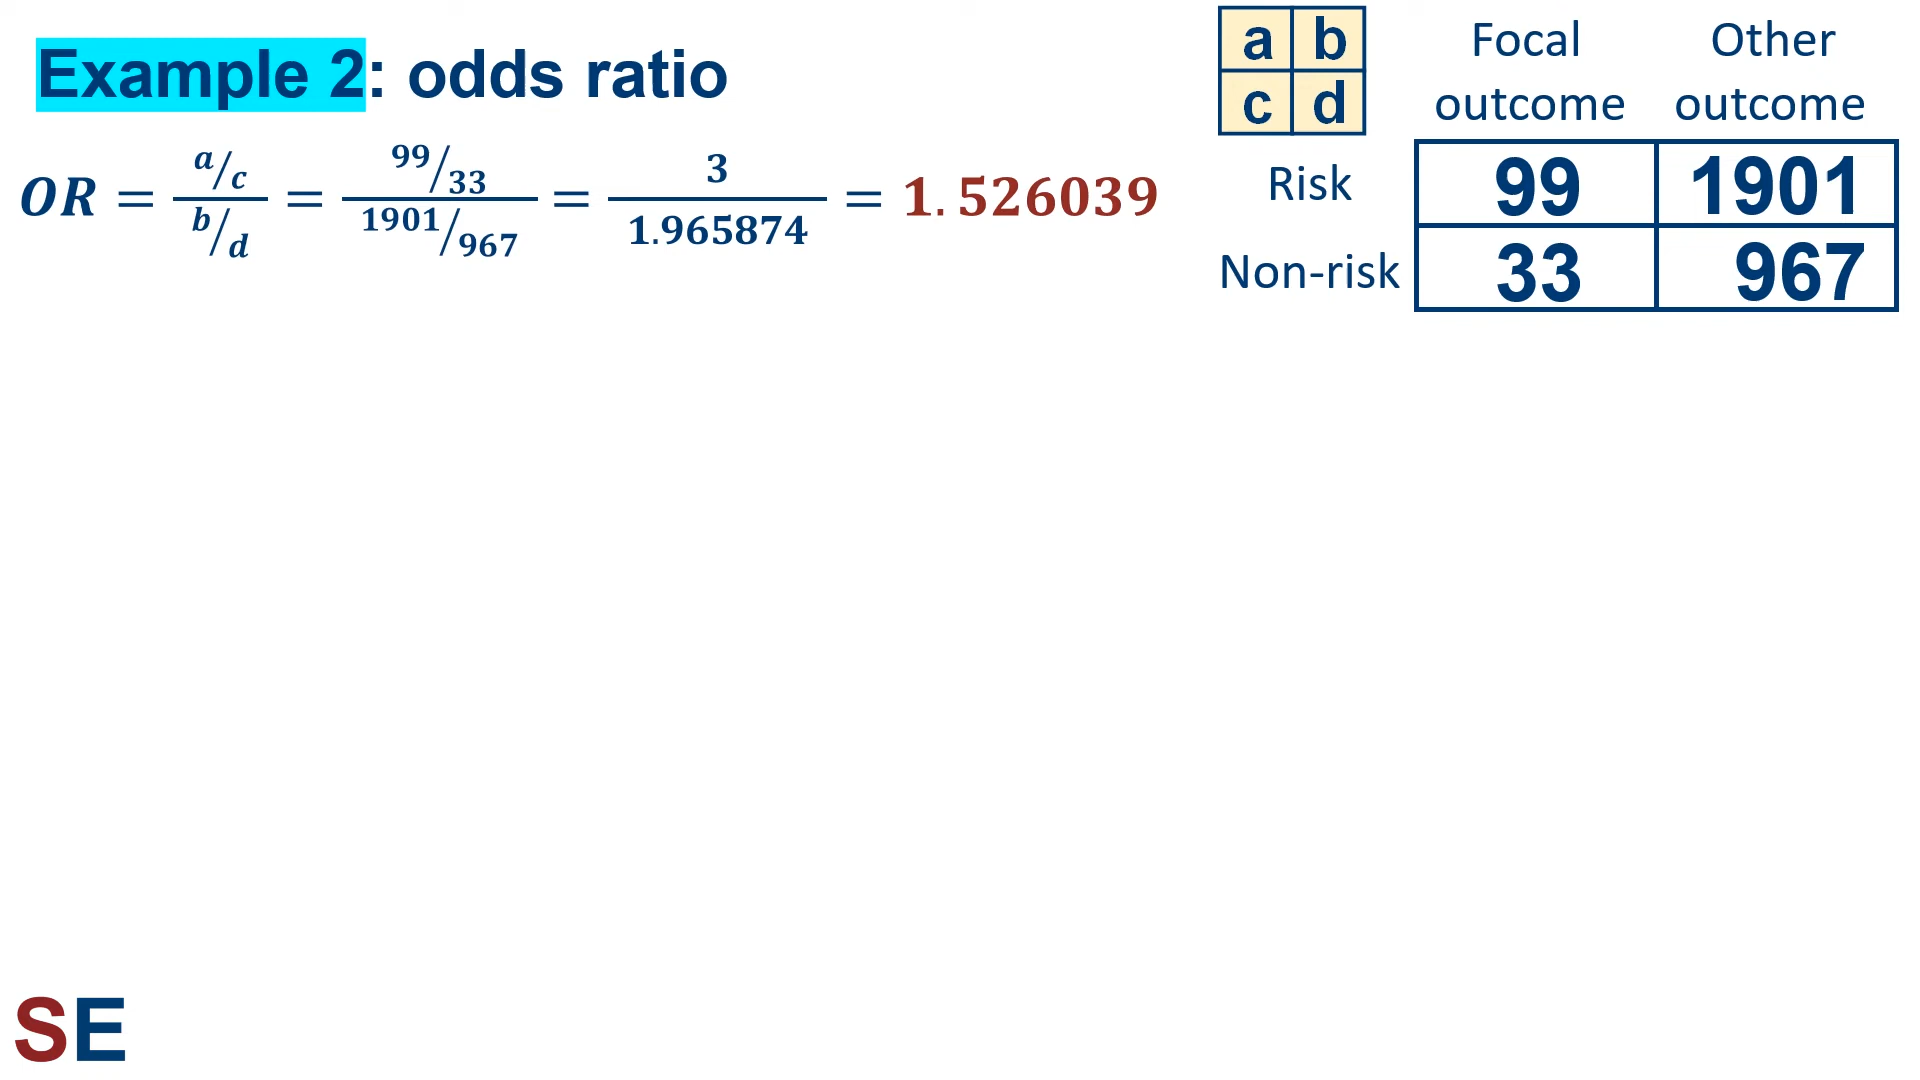 Example 2: odds ratio
OR = (a/c)/(b/d) = (99/33)/(1901/967) = 3/1.965874 = 1.526039
a b
c d
Focal outcome Other outcome
Risk 99 1901
Non-risk 33 967
SE